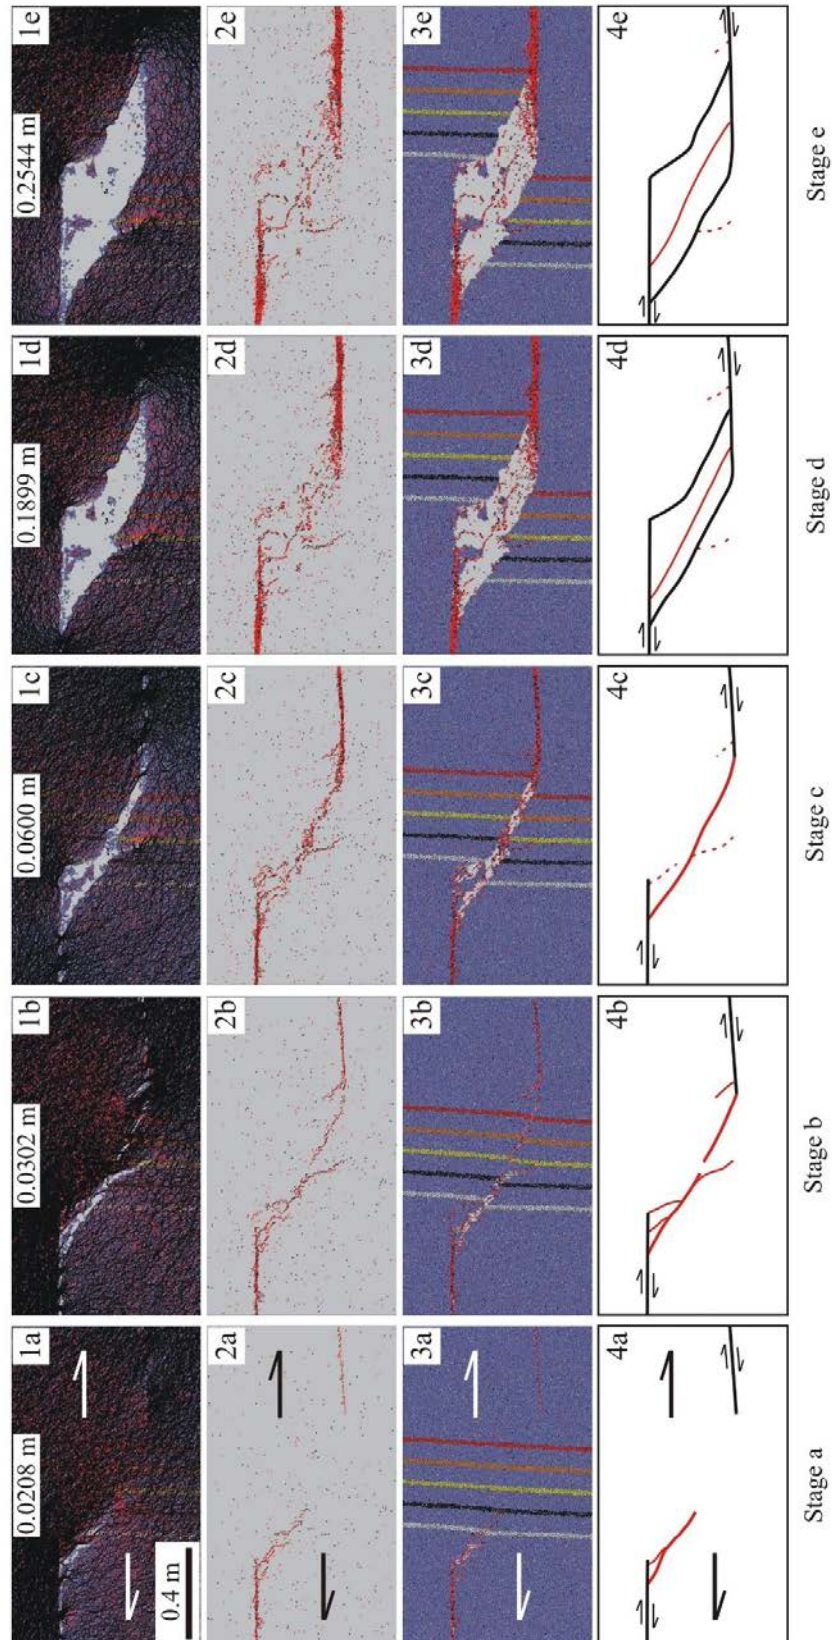 0.0208 m
1a
0.4 m
2a
3a
4a
Stage a
0.0302 m
1b
2b
3b
4b
Stage b
0.0600 m
1c
2c
3c
4c
Stage c
0.1899 m
1d
2d
3d
4d
Stage d
0.2544 m
1e
2e
3e
4e
Stage e